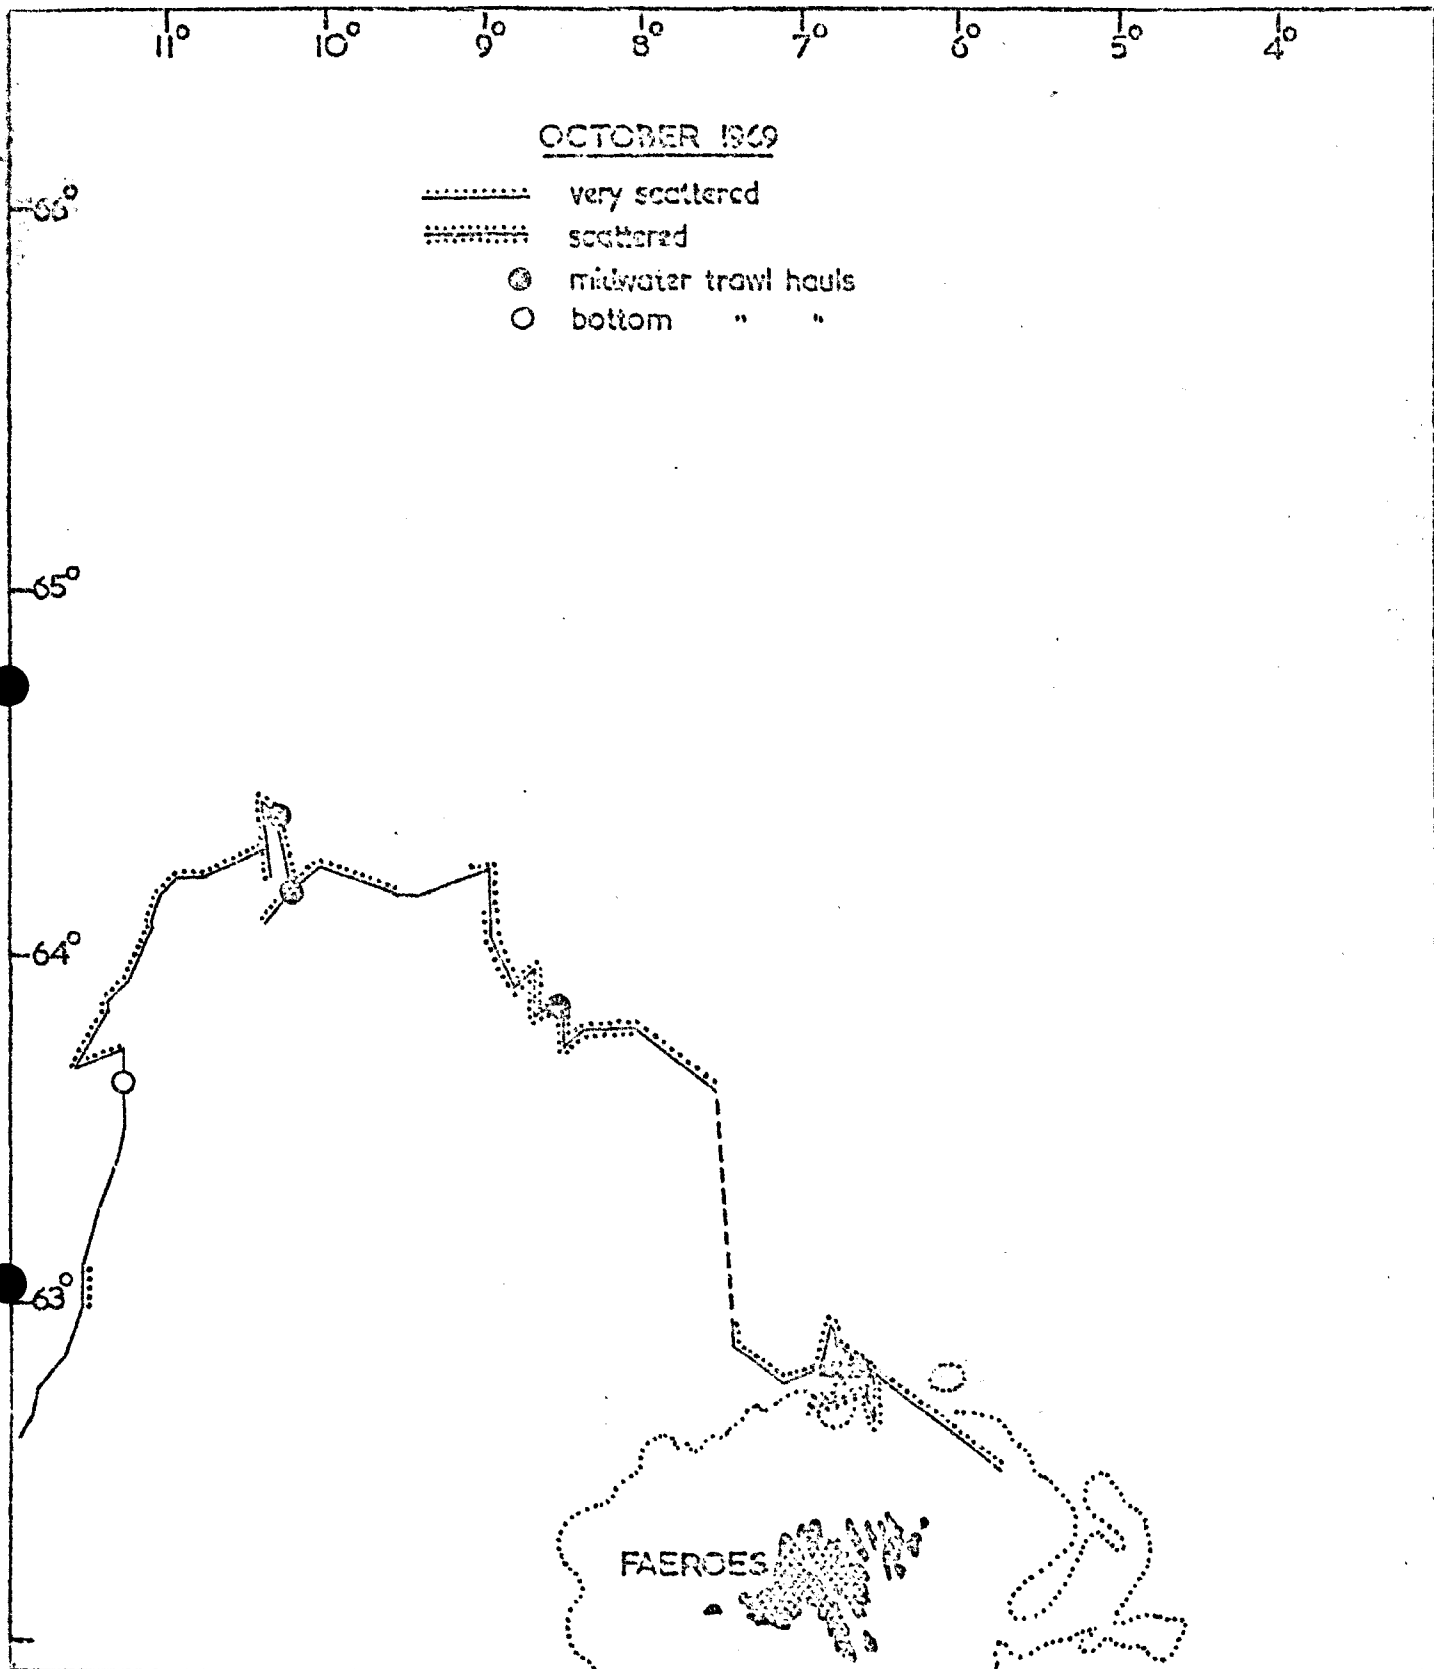 11° 10° 9° 8° 7° 6° 5° 4°
OCTOBER 1969
very scattered
scattered
midwater trawl hauls
bottom " "
66°
65°
64°
63°
FAEROES